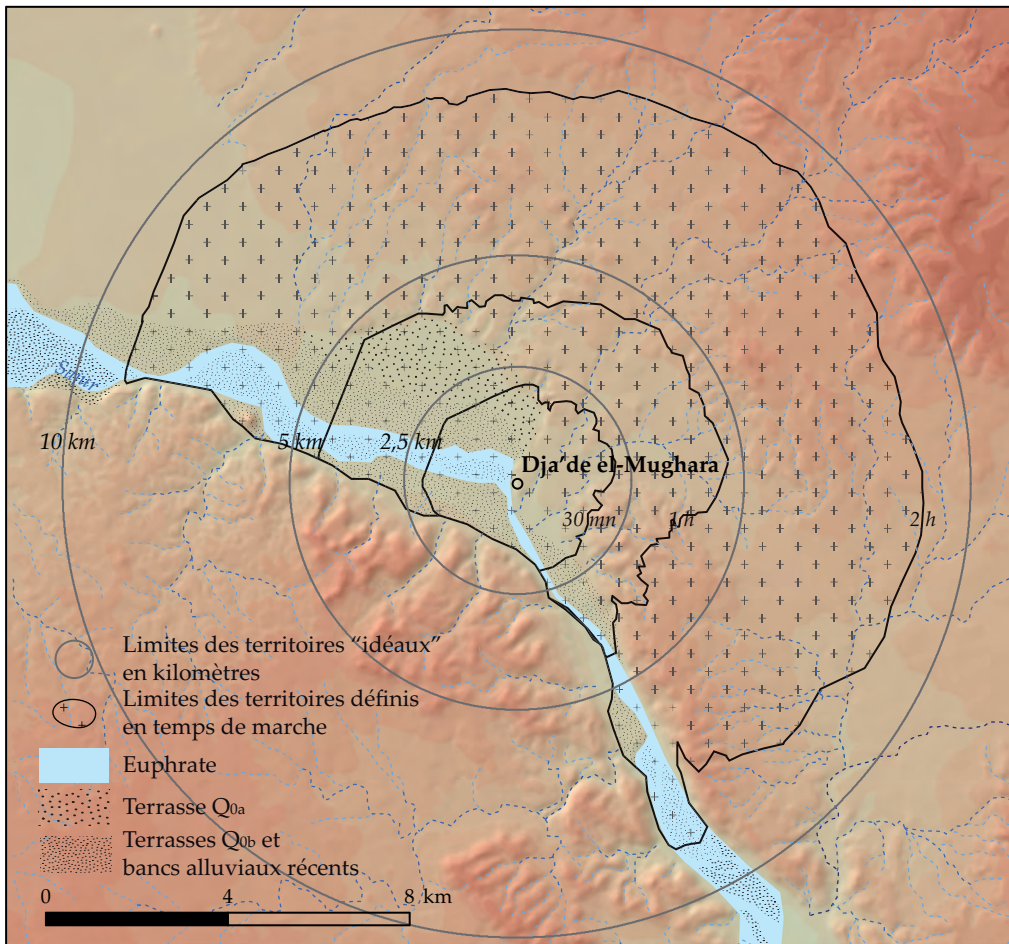 Sajur
10 km
5 km
2,5 km
Dja’de el-Mughara
30 mn
1 h
2 h
Limites des territoires “idéaux”
en kilomètres
Limites des territoires définis
en temps de marche
Euphrate
Terrasse Q0a
Terrasses Q0b et
bancs alluviaux récents
0 4 8 km